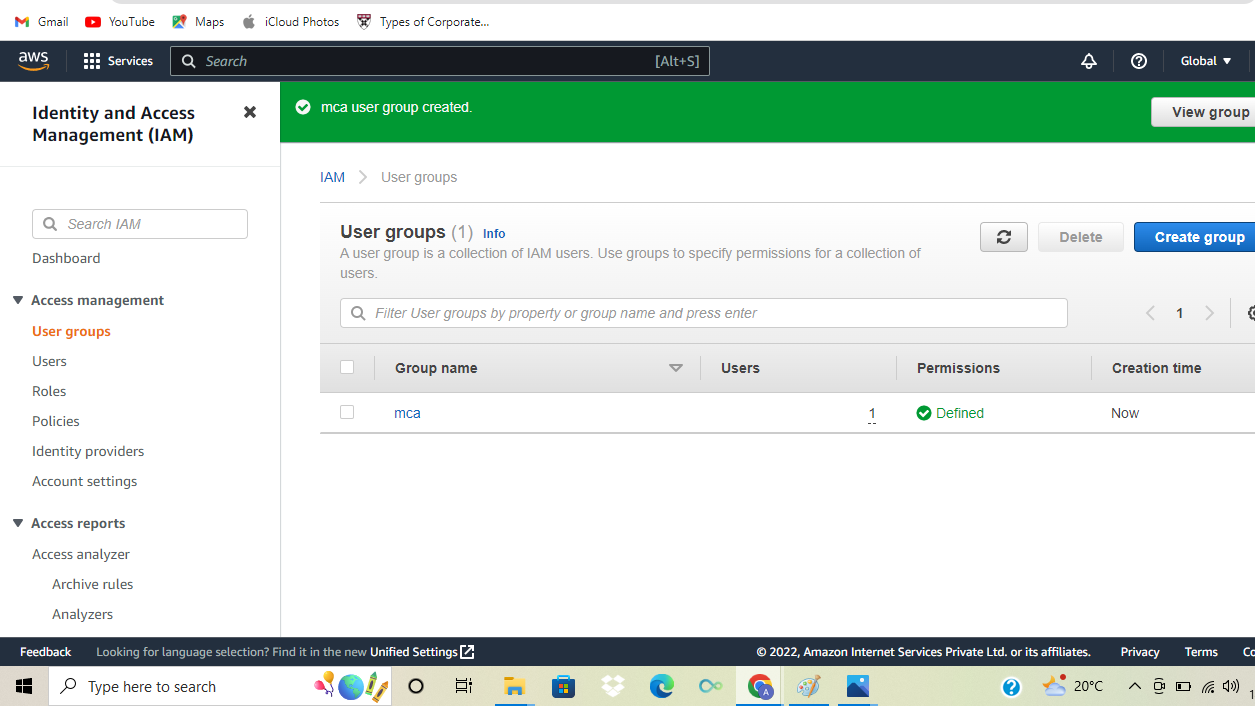 Gmail YouTube Maps iCloud Photos Types of Corporate...
aws Services Search [Alt+S] Global ▼
Identity and Access
Management (IAM)
mca user group created.
View group
IAM User groups
Search IAM
Dashboard
Access management
User groups
Users
Roles
Policies
Identity providers
Account settings
Access reports
Access analyzer
Archive rules
Analyzers
User groups (1) Info
A user group is a collection of IAM users. Use groups to specify permissions for a collection of
users.
Delete
Create group
Filter User groups by property or group name and press enter
1
Group name Users Permissions Creation time
mca 1 Defined Now
Feedback Looking for language selection? Find it in the new Unified Settings © 2022, Amazon Internet Services Private Ltd. or its affiliates. Privacy Terms Co
Type here to search A 20°C